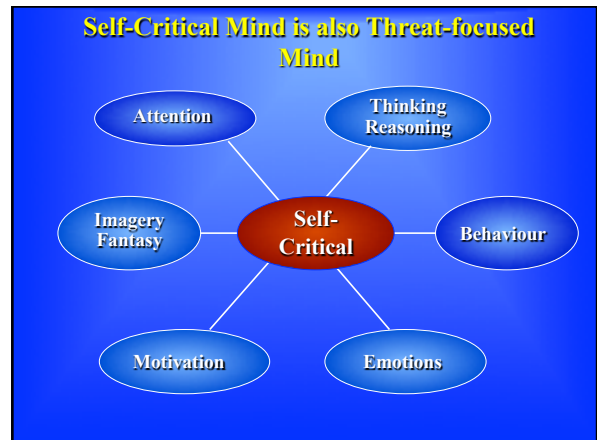 Self-Critical Mind is also Threat-focused
Mind
Attention
Thinking
Reasoning
Imagery
Fantasy
Self-
Critical
Behaviour
Motivation
Emotions